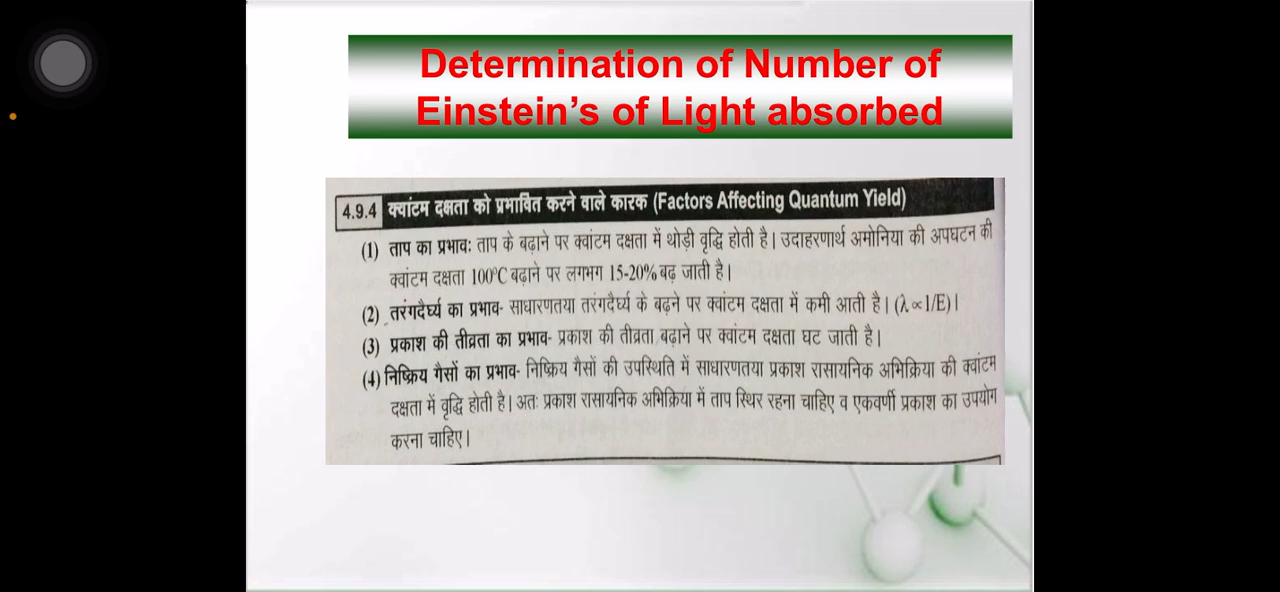 Determination of Number of
Einstein's of Light absorbed
4.9.4 क्वांटम दक्षता को प्रभावित करने वाले कारक (Factors Affecting Quantum Yield)
(1) ताप का प्रभावः ताप के बढ़ाने पर क्वांटम दक्षता में थोड़ी वृद्धि होती है। उदाहरणार्थ अमोनिया की अपघटन की
क्वांटम दक्षता 100°C बढ़ाने पर लगभग 15-20% बढ़ जाती है।
(2) तरंगदैर्घ्य का प्रभाव- साधारणतया तरंगदैर्घ्य के बढ़ने पर क्वांटम दक्षता में कमी आती है। (λ∝1/E)।
(3) प्रकाश की तीव्रता का प्रभाव- प्रकाश की तीव्रता बढ़ाने पर क्वांटम दक्षता घट जाती है।
(4) निष्क्रिय गैसों का प्रभाव- निष्क्रिय गैसों की उपस्थिति में साधारणतया प्रकाश रासायनिक अभिक्रिया की क्वांटम
दक्षता में वृद्धि होती है। अतः प्रकाश रासायनिक अभिक्रिया में ताप स्थिर रहना चाहिए व एकवर्णी प्रकाश का उपयोग
करना चाहिए।